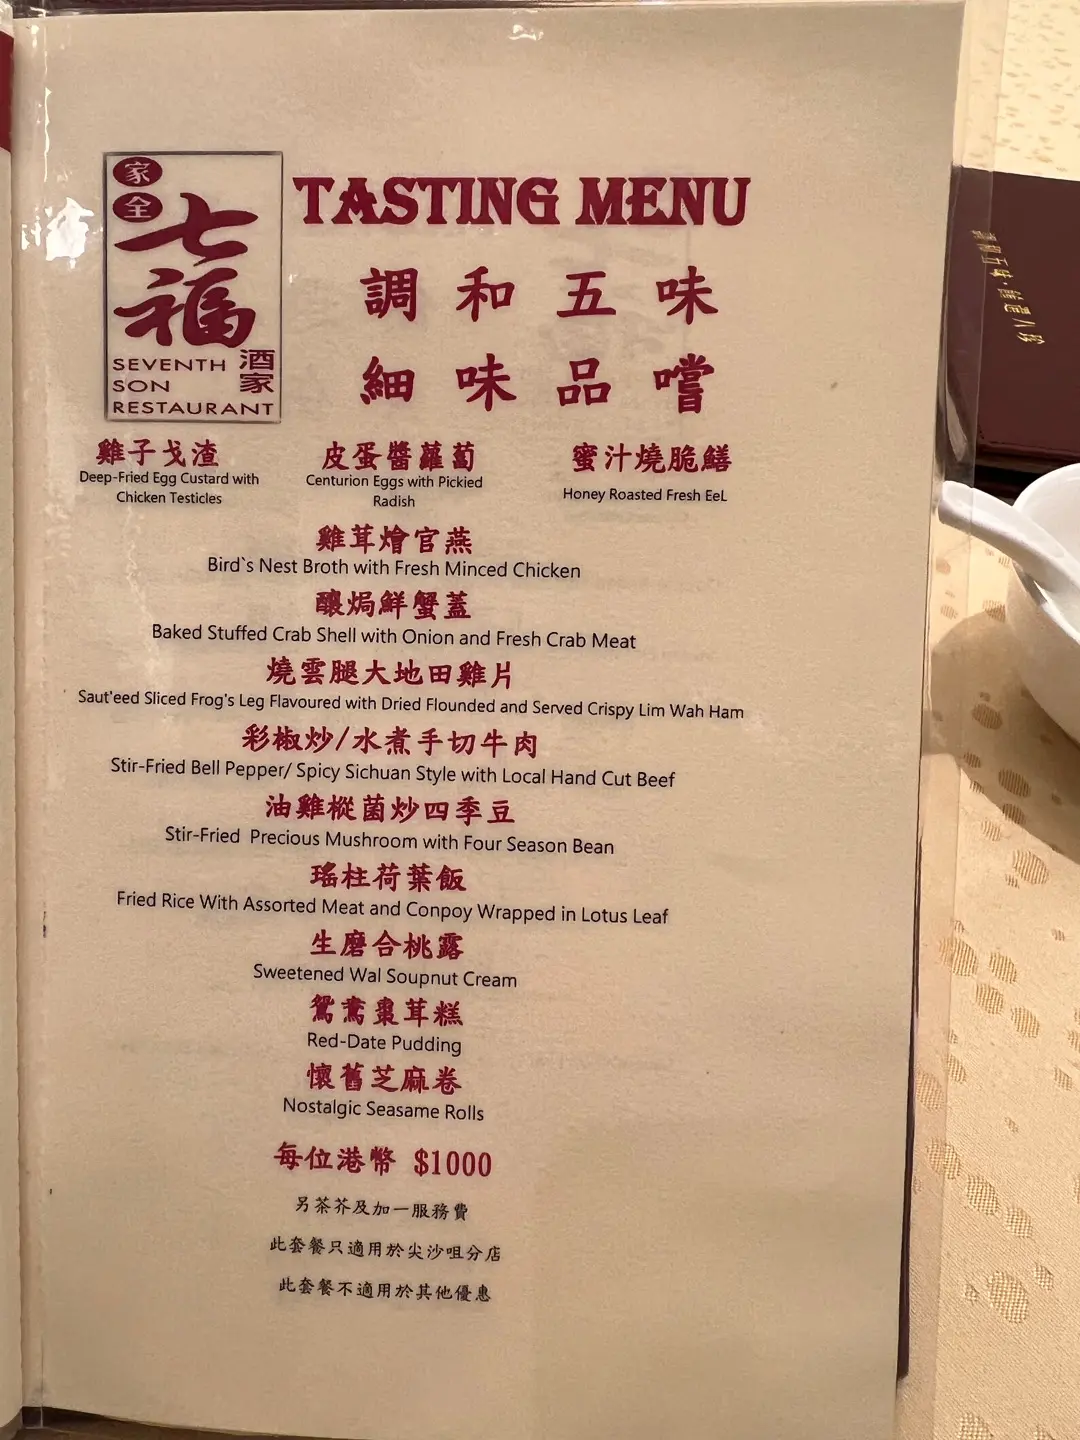 家全
七福
酒家
SEVENTH
SON
RESTAURANT
TASTING MENU
調和五味
細味品嚐
雞子戈渣
Deep-Fried Egg Custard with
Chicken Testicles
皮蛋醬蘿蔔
Centurion Eggs with Pickied
Radish
蜜汁燒脆鱔
Honey Roasted Fresh EeL
雞茸燴官燕
Bird`s Nest Broth with Fresh Minced Chicken
釀焗鮮蟹蓋
Baked Stuffed Crab Shell with Onion and Fresh Crab Meat
燒雲腿大地田雞片
Saut'eed Sliced Frog's Leg Flavoured with Dried Flounded and Served Crispy Lim Wah Ham
彩椒炒/水煮手切牛肉
Stir-Fried Bell Pepper/ Spicy Sichuan Style with Local Hand Cut Beef
油雞樅菌炒四季豆
Stir-Fried Precious Mushroom with Four Season Bean
瑤柱荷葉飯
Fried Rice With Assorted Meat and Conpoy Wrapped in Lotus Leaf
生磨合桃露
Sweetened Wal Soupnut Cream
鴛鴦棗茸糕
Red-Date Pudding
懷舊芝麻卷
Nostalgic Seasame Rolls
每位港幣 $1000
另茶芥及加一服務費
此套餐只適用於尖沙咀分店
此套餐不適用於其他優惠